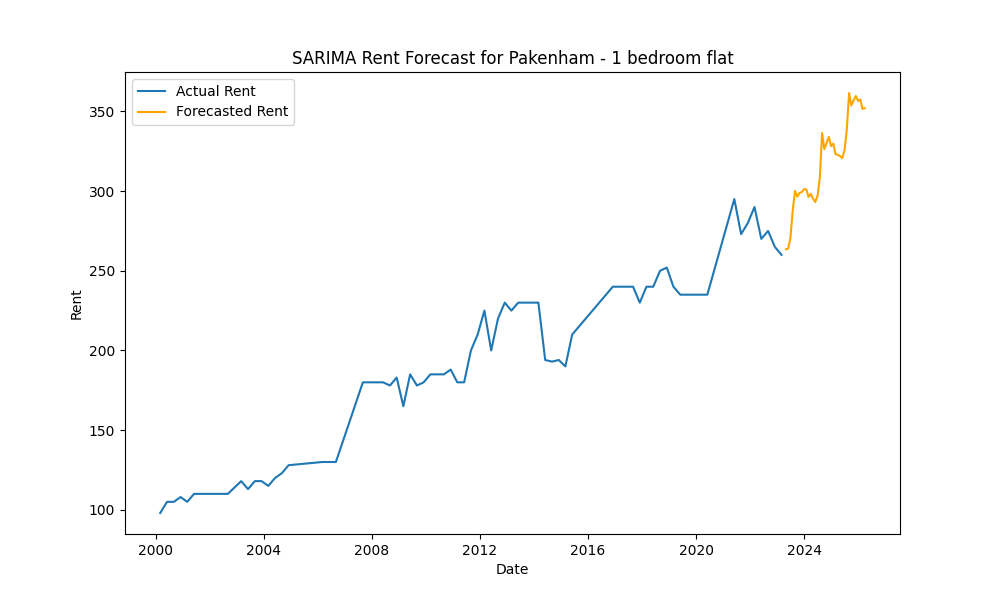 SARIMA Rent Forecast for Pakenham - 1 bedroom flat
Actual Rent
Forecasted Rent
350
300
250
200
150
100
Rent
2000 2004 2008 2012 2016 2020 2024
Date